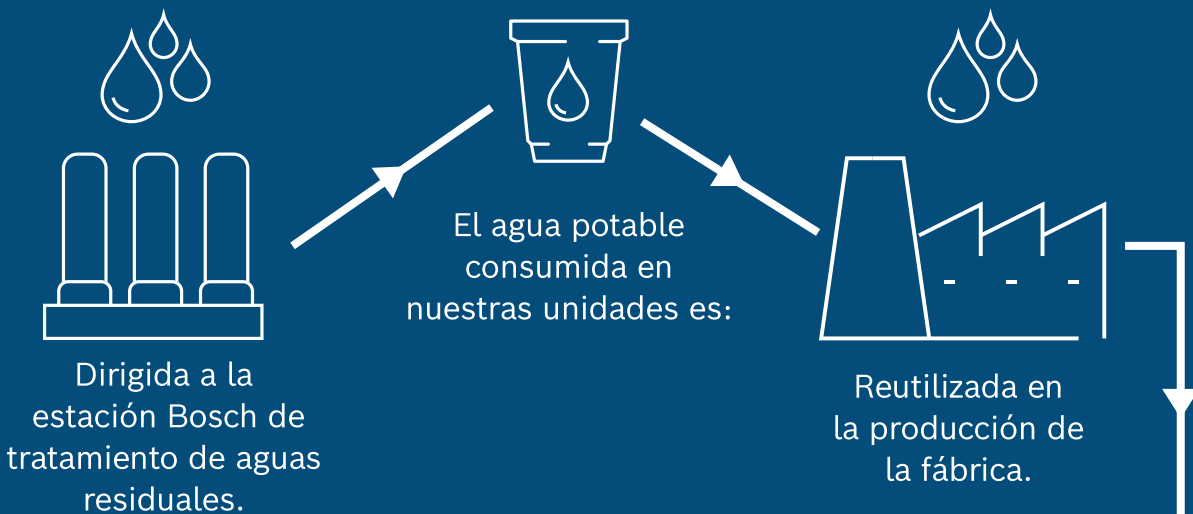 El agua potable
consumida en
nuestras unidades es:
Dirigida a la
estación Bosch de
tratamiento de aguas
residuales.
Reutilizada en
la producción de
la fábrica.